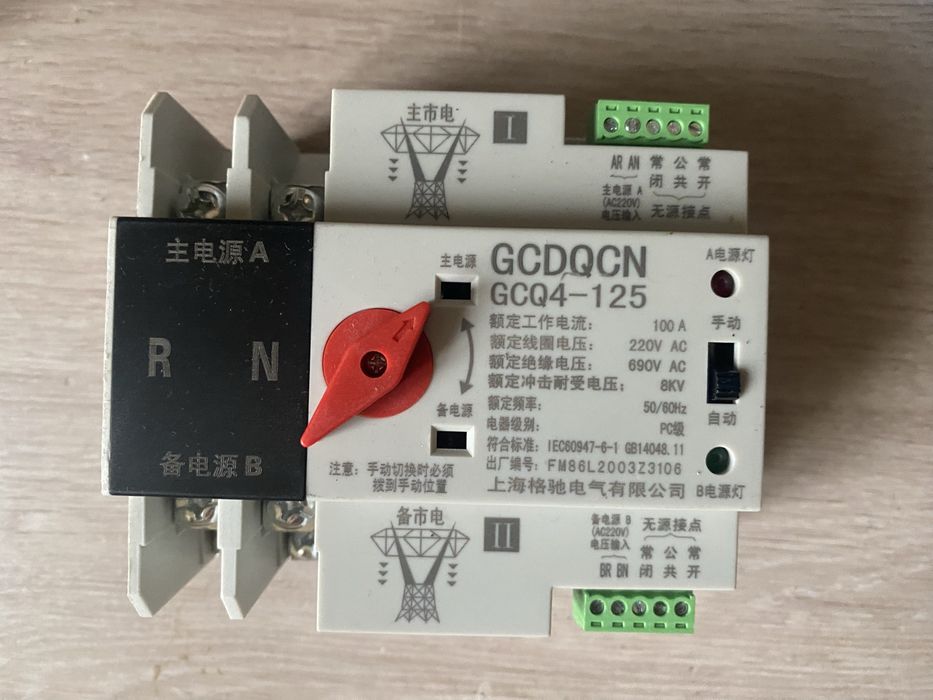 主市电
I
AR AN 常 公 常
闭 共 开
主电源 A
(AC220V)
电压输入
无源接点
主电源 A
R N
备电源 B
主电源
备电源
注意: 手动切换时必须
拨到手动位置
GCDQCN
GCQ4-125
额定工作电流: 100 A
额定线圈电压: 220V AC
额定绝缘电压: 690V AC
额定冲击耐受电压: 8KV
额定频率: 50/60Hz
电器级别: PC级
符合标准: IEC60947-6-1 GB14048.11
出厂编号: FM86L2003Z3106
上海格驰电气有限公司
A电源灯
手动
自动
B电源灯
备市电
II
备电源 B
(AC220V)
电压输入
无源接点
常 公 常
BR BN 闭 共 开